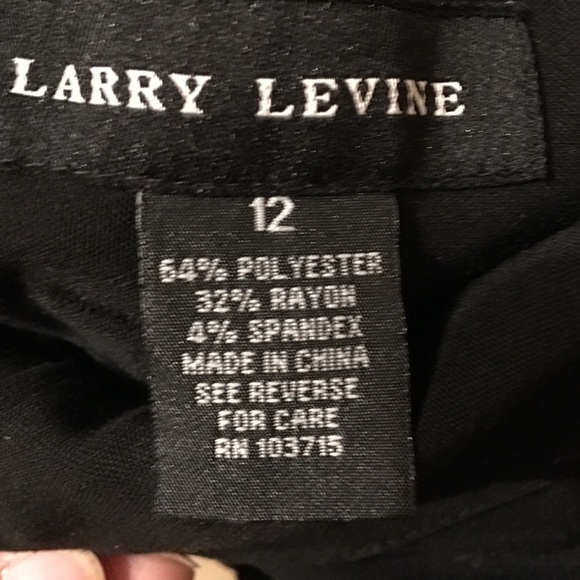 LARRY LEVINE
12
64% POLYESTER
32% RAYON
4% SPANDEX
MADE IN CHINA
SEE REVERSE
FOR CARE
RN 103715